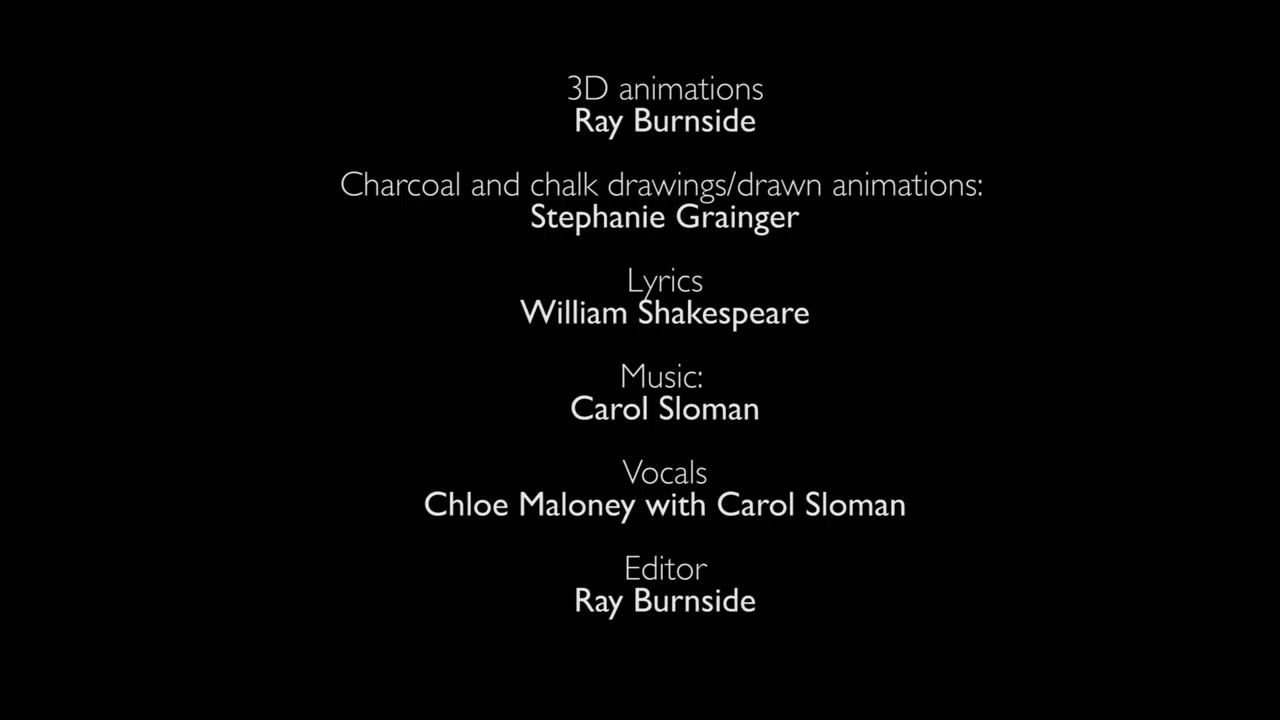 3D animations
Ray Burnside
Charcoal and chalk drawings/drawn animations:
Stephanie Grainger
Lyrics
William Shakespeare
Music:
Carol Sloman
Vocals
Chloe Maloney with Carol Sloman
Editor
Ray Burnside